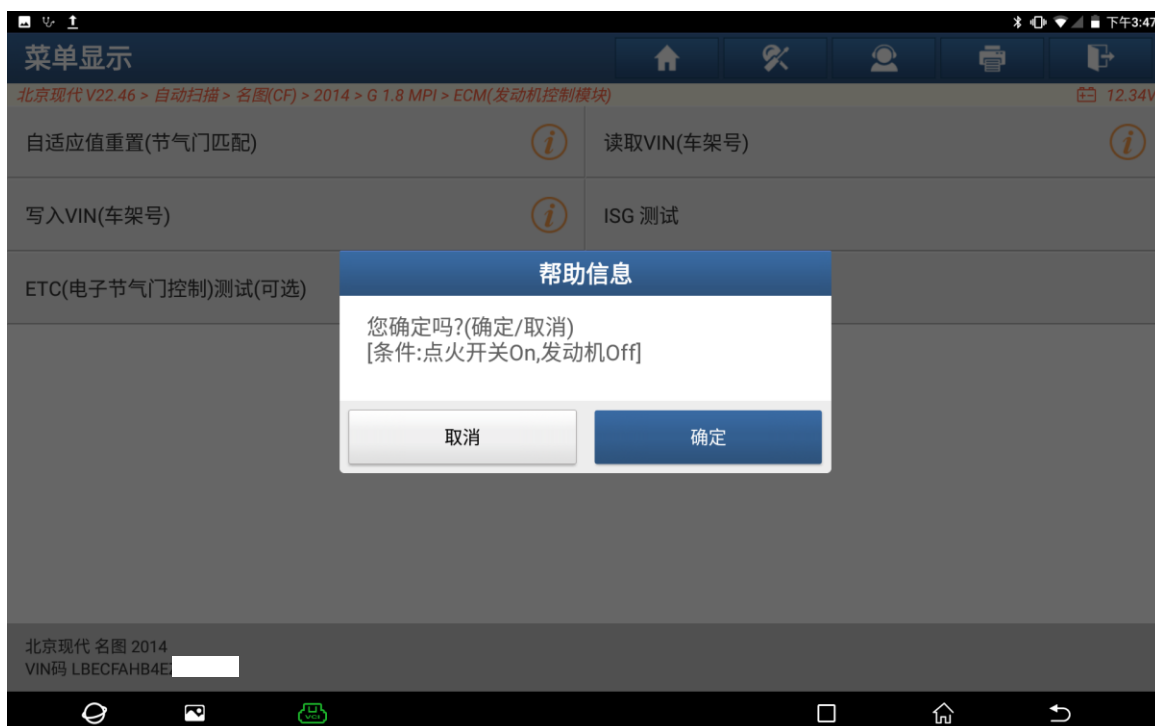 下午3:47
菜单显示
北京现代 V22.46 > 自动扫描 > 名图(CF) > 2014 > G 1.8 MPI > ECM(发动机控制模块)
12.34V
自适应值重置(节气门匹配)
读取VIN(车架号)
写入VIN(车架号)
ISG 测试
ETC(电子节气门控制)测试(可选)
帮助信息
您确定吗?(确定/取消)
[条件:点火开关On,发动机Off]
取消
确定
北京现代 名图 2014
VIN码 LBECFAHB4E
VCI